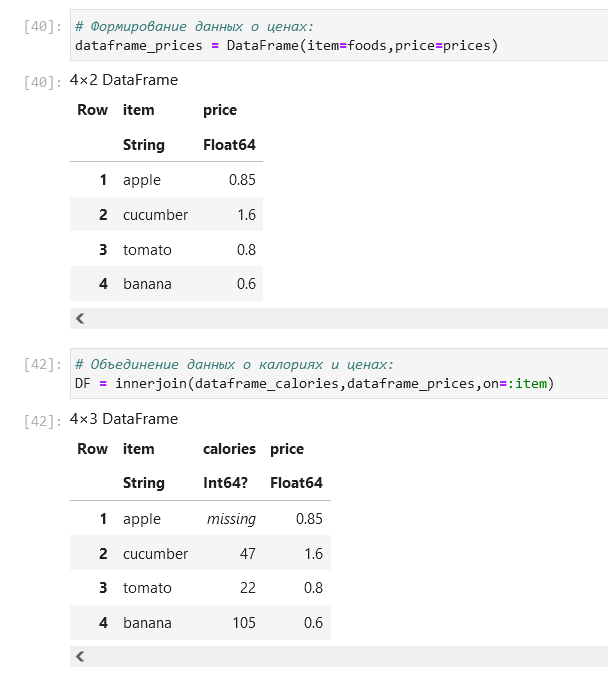 [40]: # Формирование данных о ценах:
dataframe_prices = DataFrame(item=foods,price=prices)
[40]: 4×2 DataFrame
Row item price
String Float64
1 apple 0.85
2 cucumber 1.6
3 tomato 0.8
4 banana 0.6
[42]: # Объединение данных о калориях и ценах:
DF = innerjoin(dataframe_calories,dataframe_prices,on=:item)
[42]: 4×3 DataFrame
Row item calories price
String Int64? Float64
1 apple missing 0.85
2 cucumber 47 1.6
3 tomato 22 0.8
4 banana 105 0.6